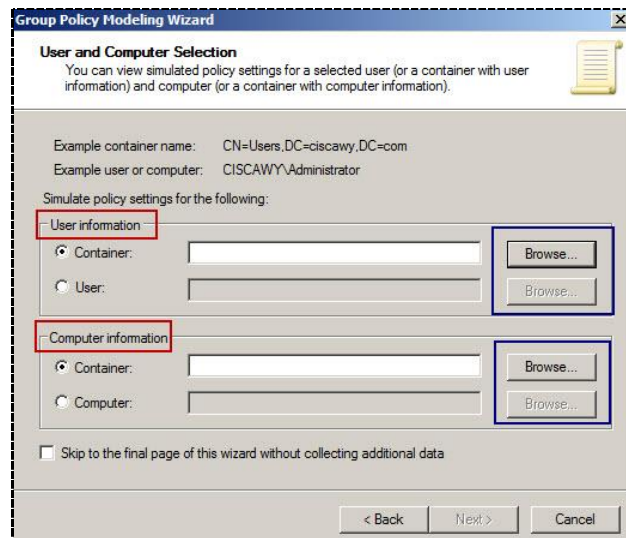 Group Policy Modeling Wizard
User and Computer Selection
You can view simulated policy settings for a selected user (or a container with user
information) and computer (or a container with computer information).
Example container name: CN=Users,DC=ciscawy,DC=com
Example user or computer: CISCAWY\Administrator
Simulate policy settings for the following:
User information
Container: Browse...
User: Browse...
Computer information
Container: Browse...
Computer: Browse...
Skip to the final page of this wizard without collecting additional data
< Back Next > Cancel